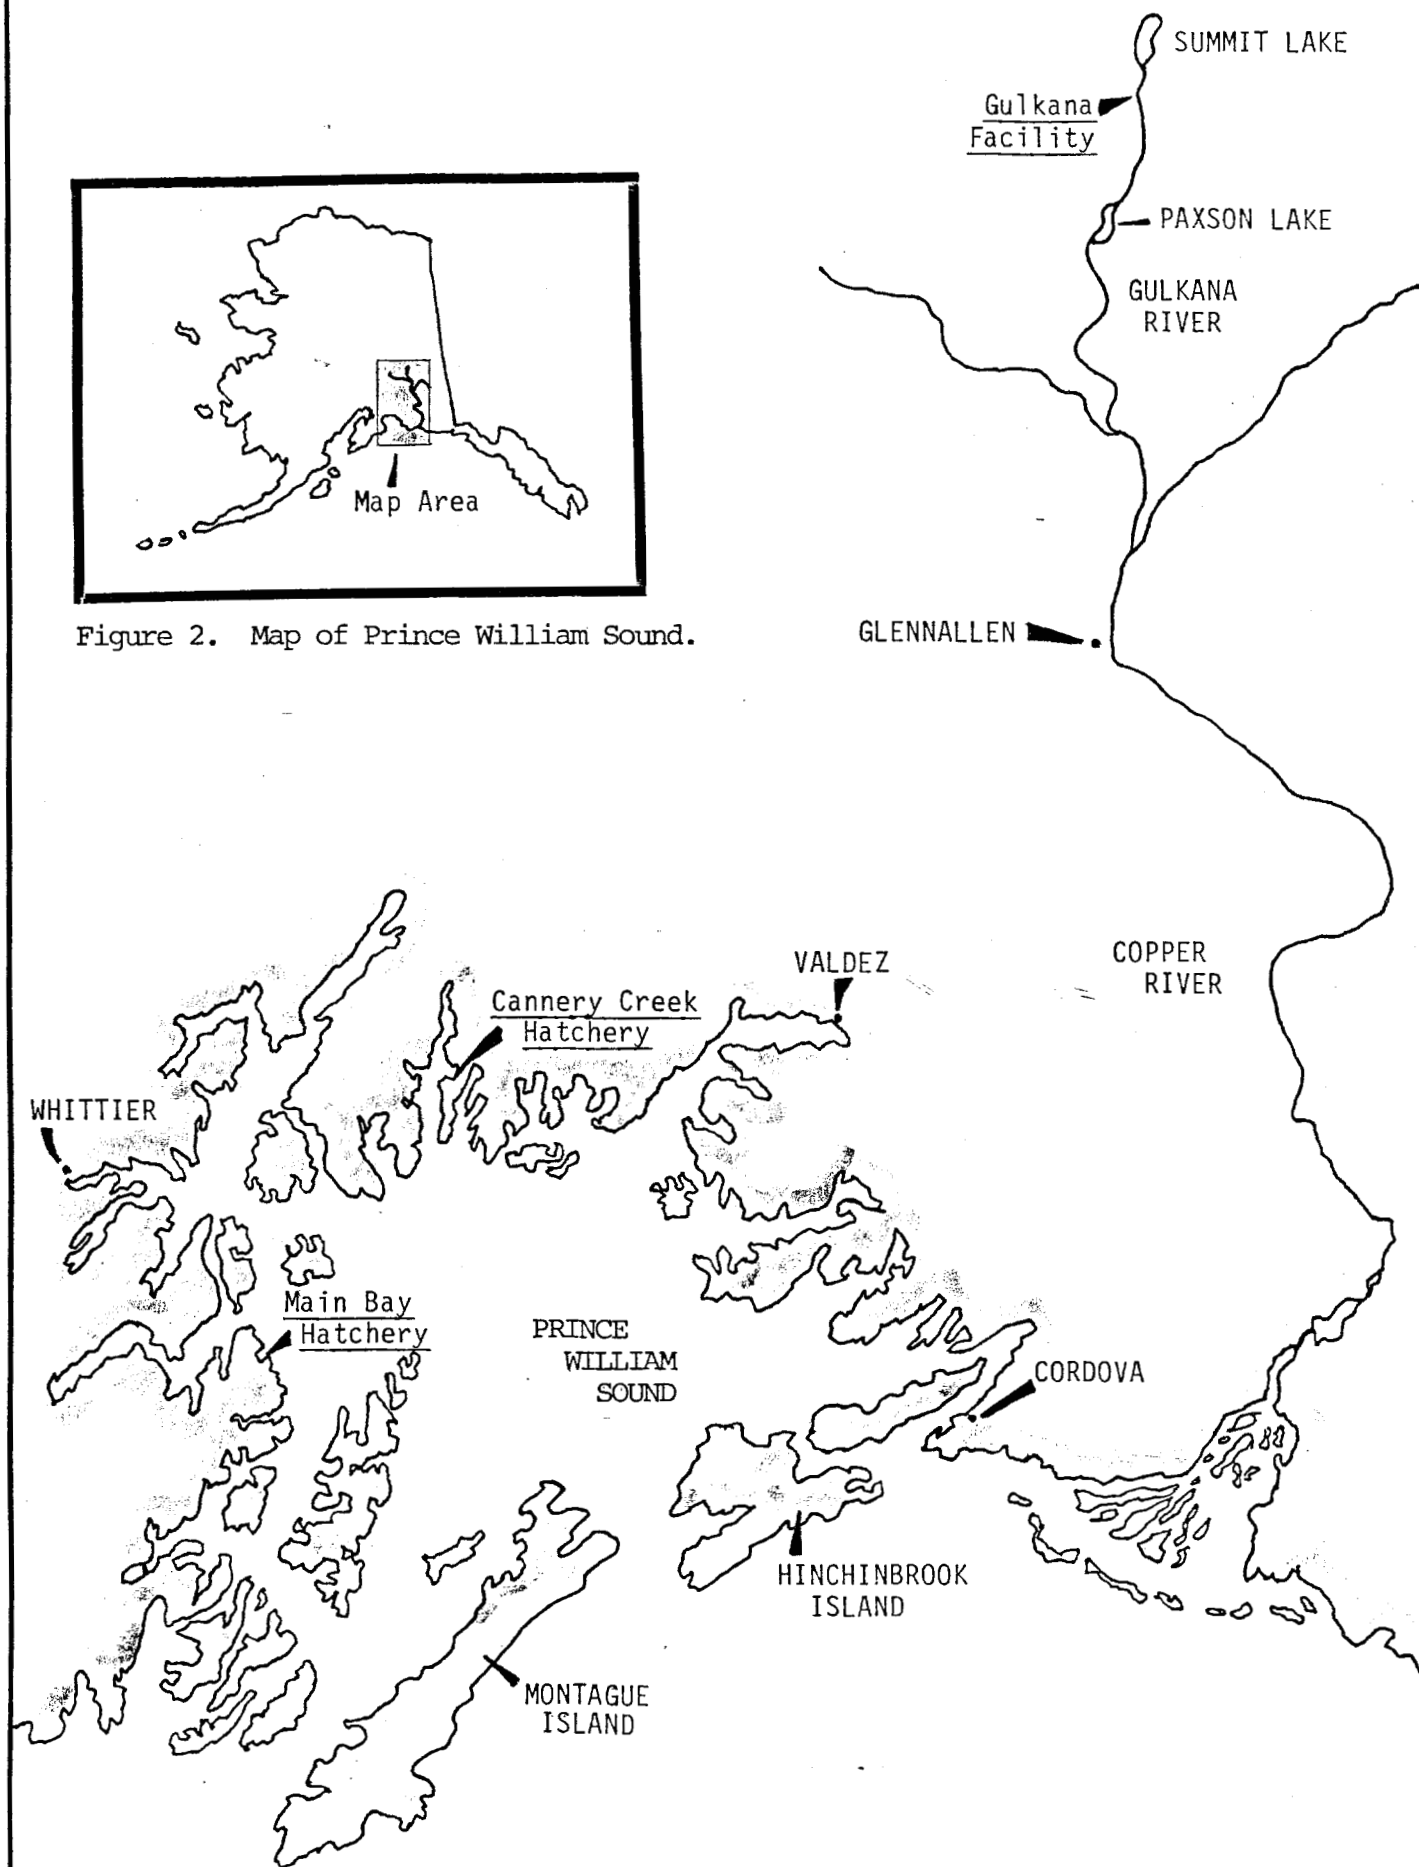 SUMMIT LAKE
Gulkana
Facility
PAXSON LAKE
GULKANA
RIVER
Map Area
Figure 2. Map of Prince William Sound.
GLENNALLEN
COPPER
RIVER
VALDEZ
Cannery Creek
Hatchery
WHITTIER
Main Bay
Hatchery
PRINCE
WILLIAM
SOUND
CORDOVA
HINCHINBROOK
ISLAND
MONTAGUE
ISLAND